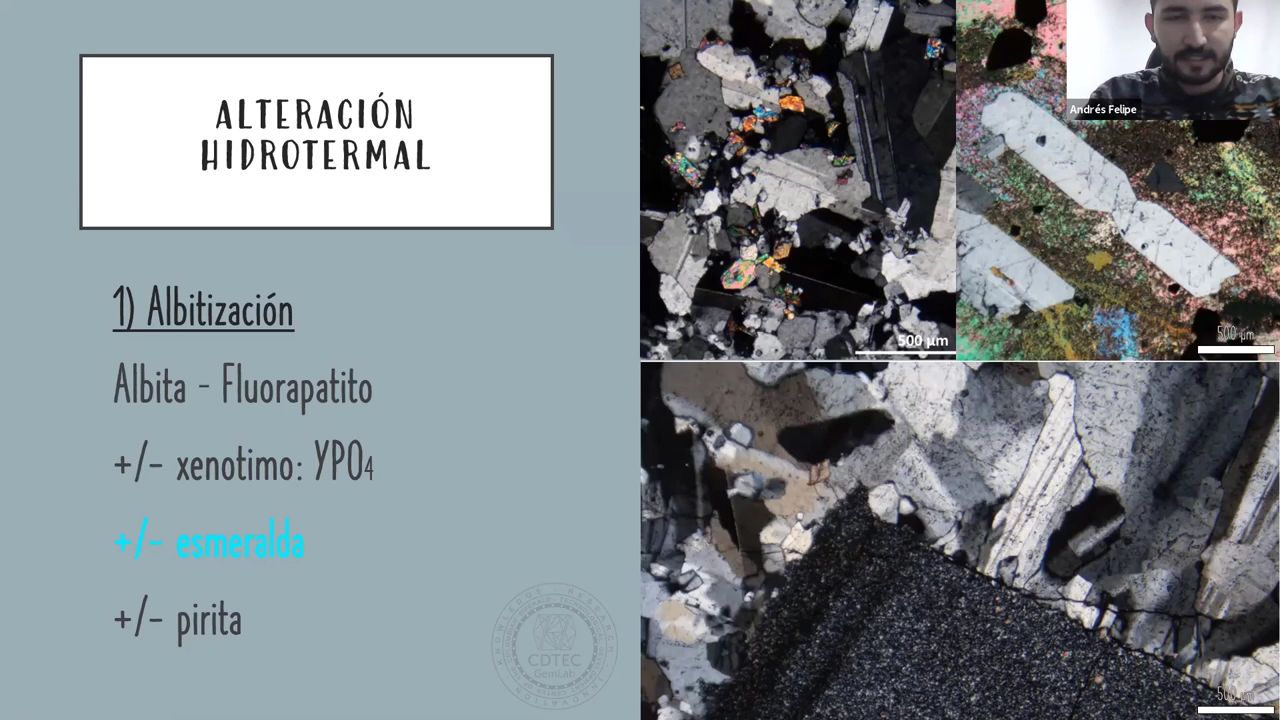 ALTERACIÓN
HIDROTERMAL
1) Albitización
Albita - Fluorapatito
+/- xenotimo: YPO4
+/- esmeralda
+/- pirita
CDTEC
GemLab
500 µm
Andrés Felipe
500 µm
500 µm